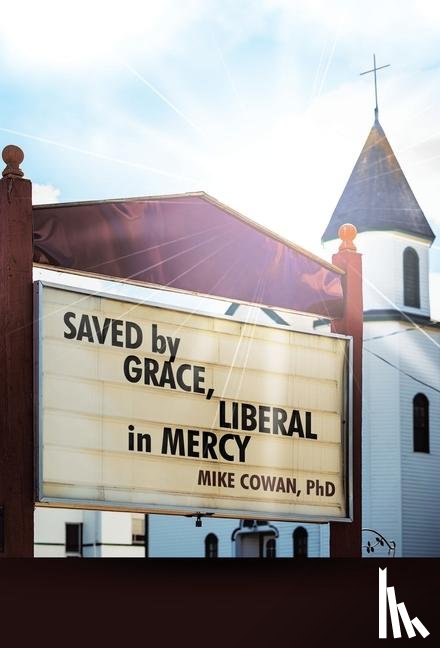 SAVED by
GRACE,
LIBERAL
in MERCY
MIKE COWAN, PhD